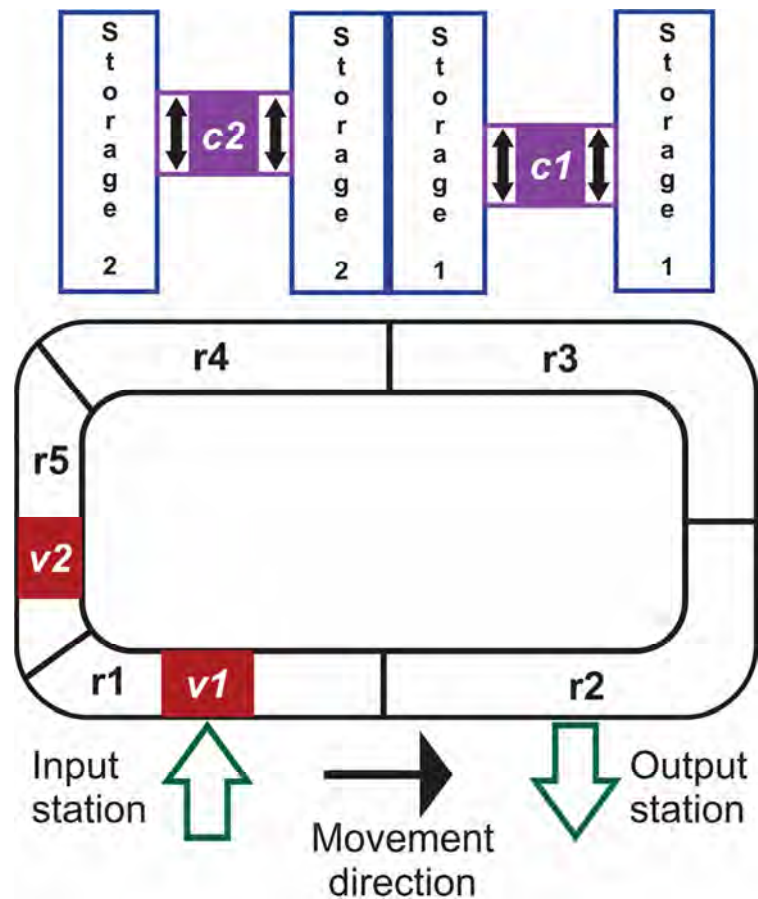 Storage 2
Storage 2
Storage 1
Storage 1
c2
c1
r4
r3
r5
v2
r1
v1
r2
Input
station
Movement
direction
Output
station